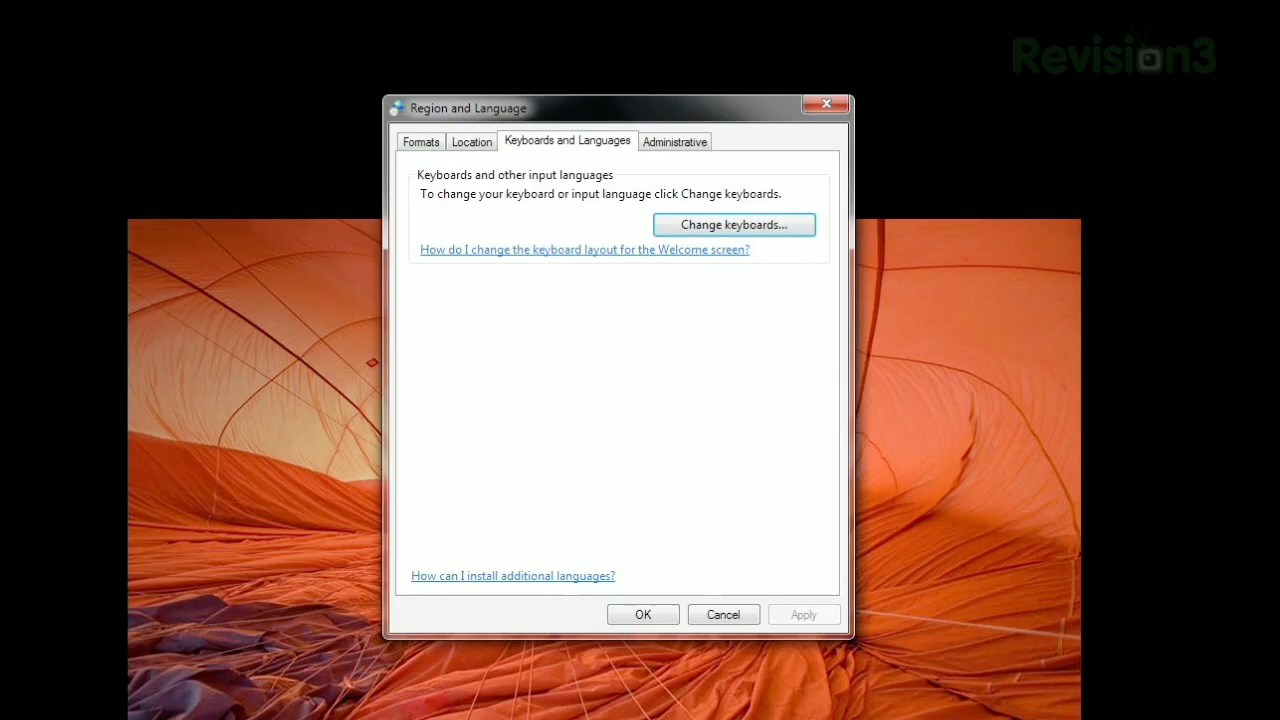 Revision3
Region and Language
Formats
Location
Keyboards and Languages
Administrative
Keyboards and other input languages
To change your keyboard or input language click Change keyboards.
Change keyboards...
How do I change the keyboard layout for the Welcome screen?
How can I install additional languages?
OK
Cancel
Apply